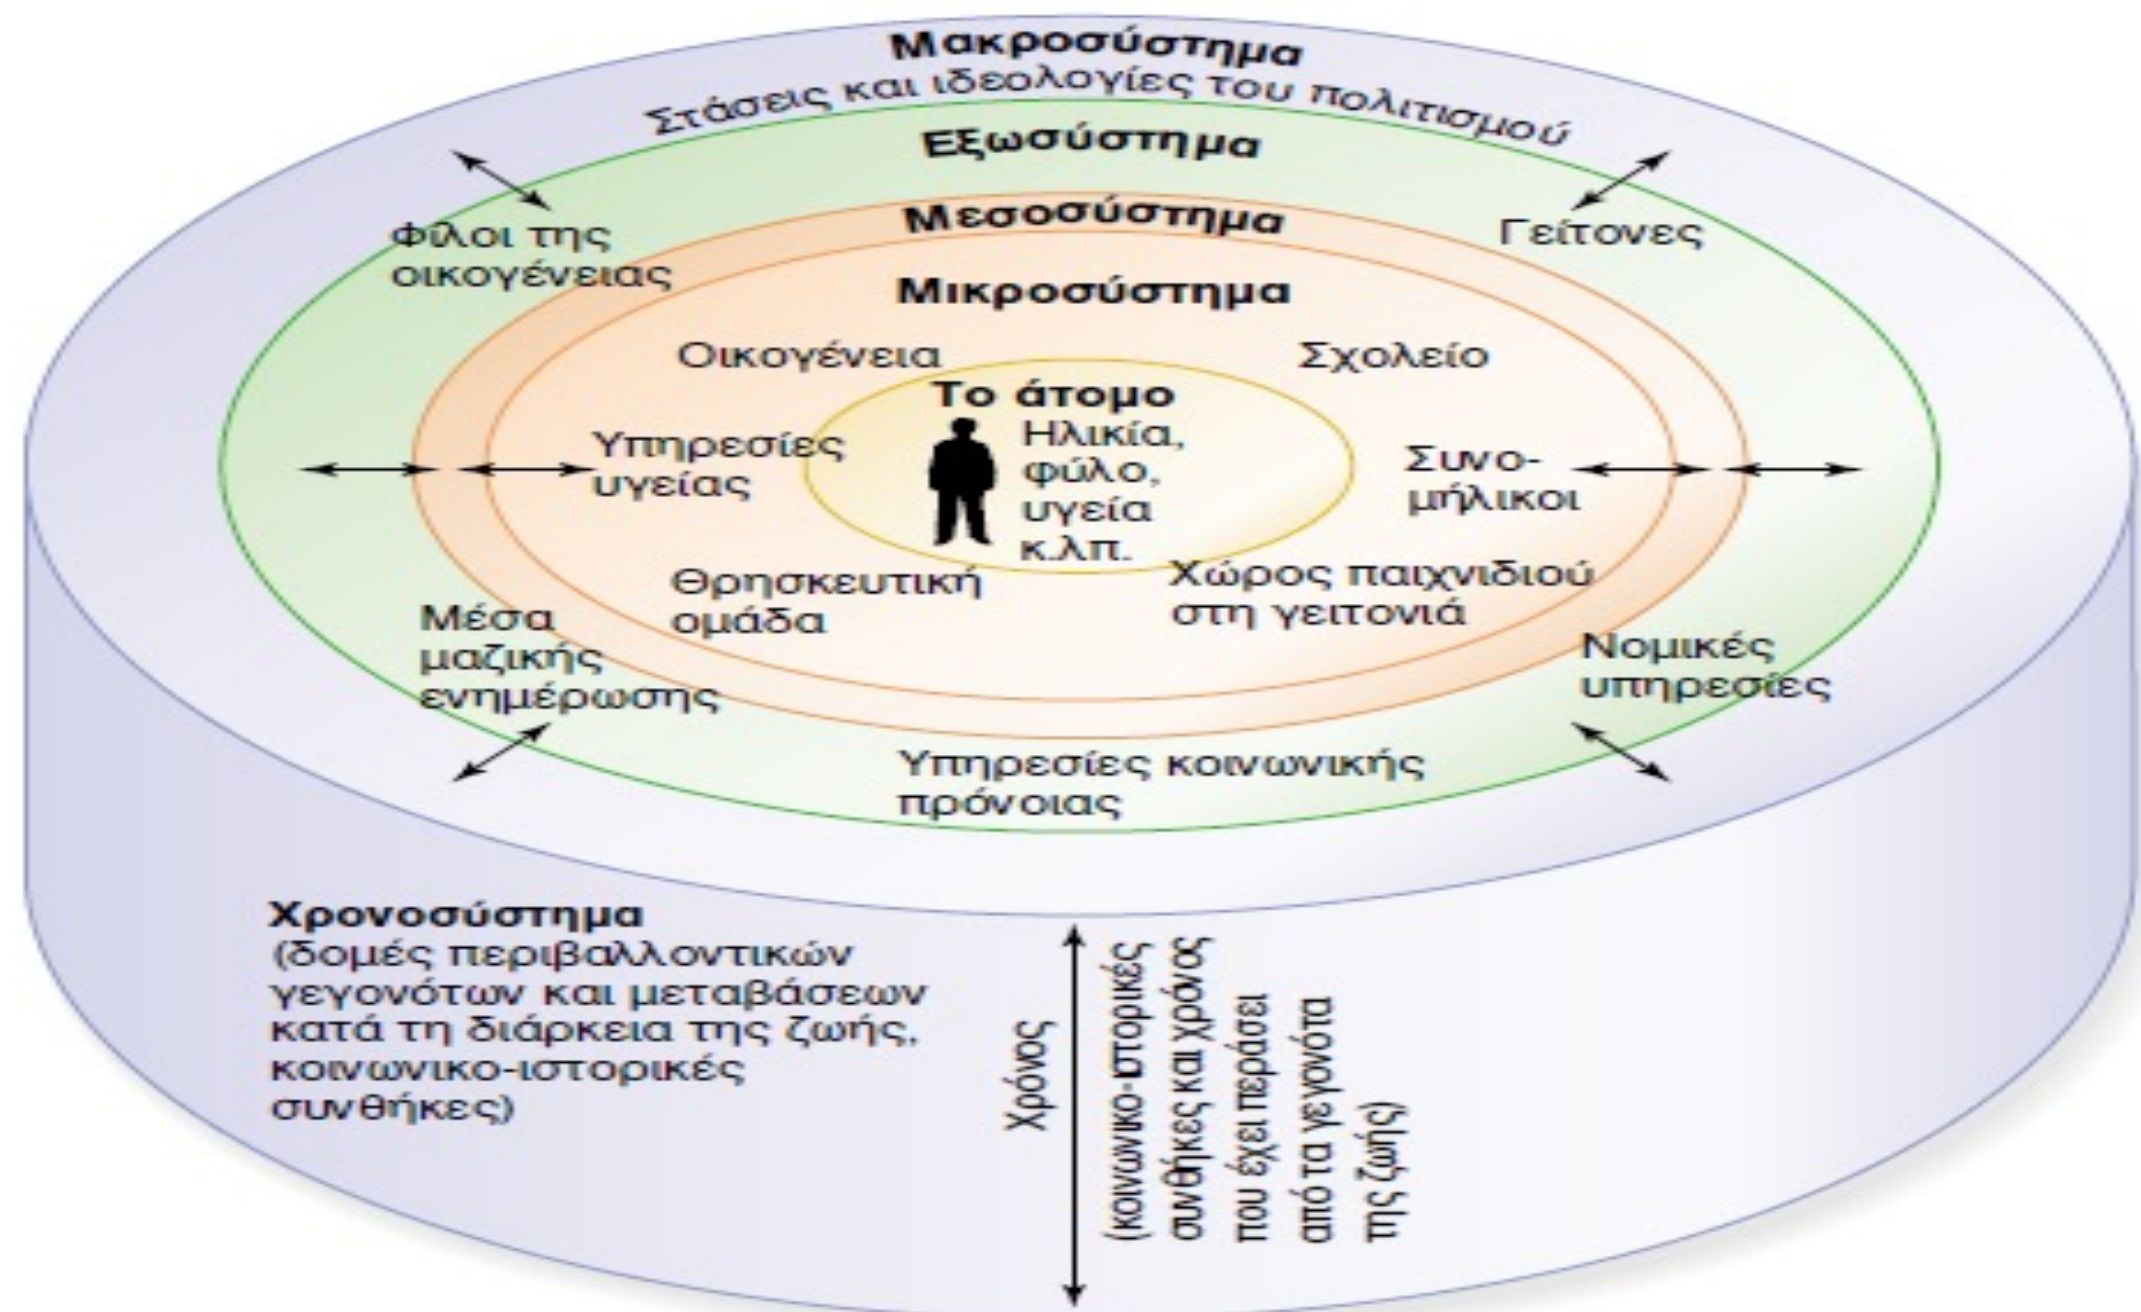 Μακροσύστημα
Στάσεις και ιδεολογίες του πολιτισμού
Εξωσύστημα
Μεσοσύστημα
Φίλοι της
οικογένειας
Γείτονες
Μικροσύστημα
Οικογένεια
Σχολείο
Το άτομο
Ηλικία,
φύλο,
υγεία
κ.λπ.
Υπηρεσίες
υγείας
Συνο-
μήλικοι
Θρησκευτική
ομάδα
Χώρος παιχνιδιού
στη γειτονιά
Μέσα
μαζικής
ενημέρωσης
Νομικές
υπηρεσίες
Υπηρεσίες κοινωνικής
πρόνοιας
Χρονοσύστημα
(δομές περιβαλλοντικών
γεγονότων και μεταβάσεων
κατά τη διάρκεια της ζωής,
κοινωνικο-ιστορικές
συνθήκες)
Χρόνος
(κοινωνικο-ιστορικές
συνθήκες και χρόνος
που έχει περάσει
από τα γεγονότα
της ζωής)